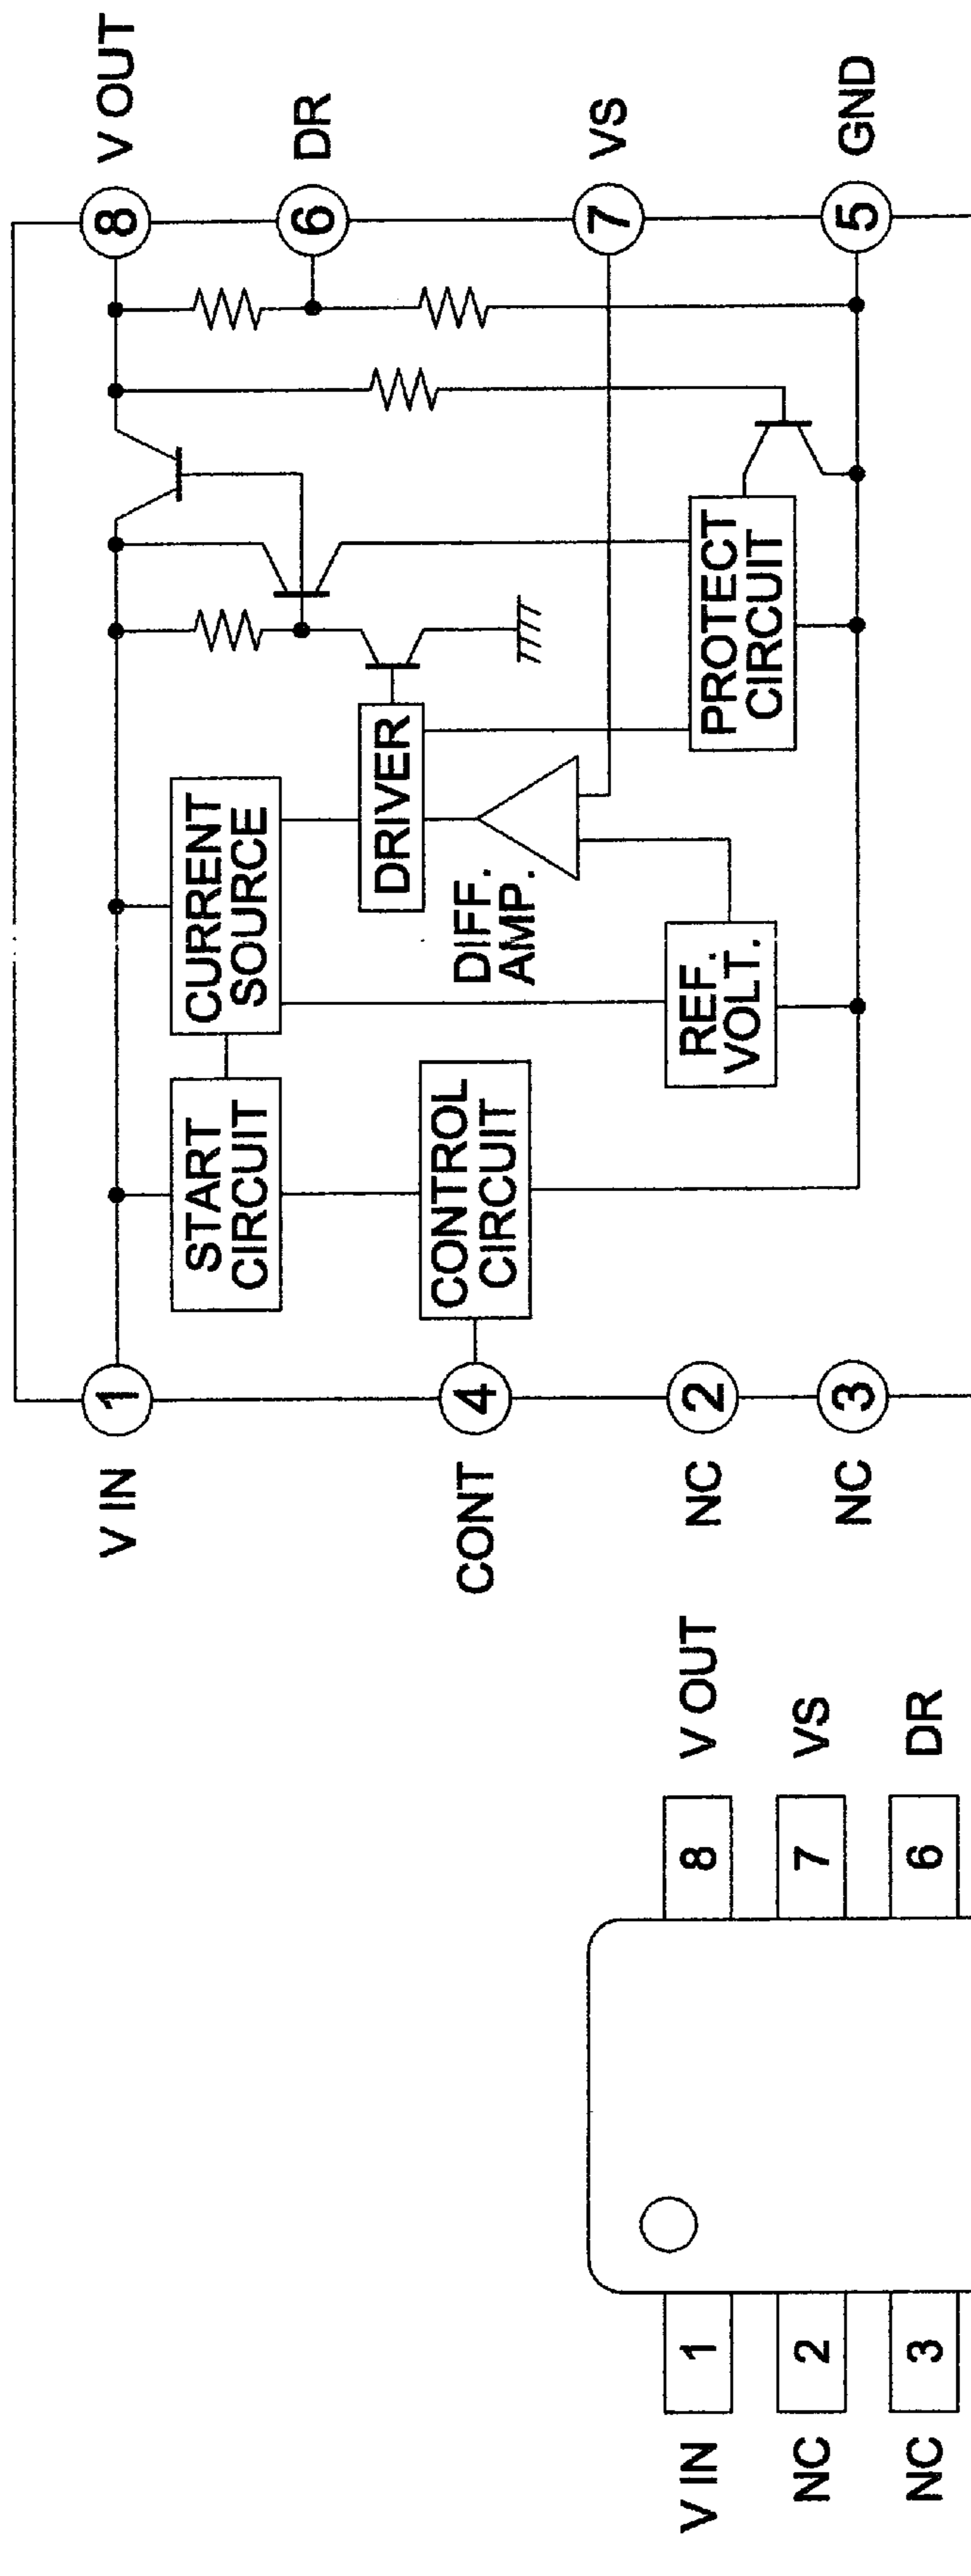 V IN
1
START
CIRCUIT
CURRENT
SOURCE
8
V OUT
6
DR
DRIVER
CONT
4
CONTROL
CIRCUIT
DIFF.
AMP.
7
VS
NC
2
REF.
VOLT.
PROTECT
CIRCUIT
NC
3
5
GND
V IN
1
8
V OUT
NC
2
7
VS
NC
3
6
DR